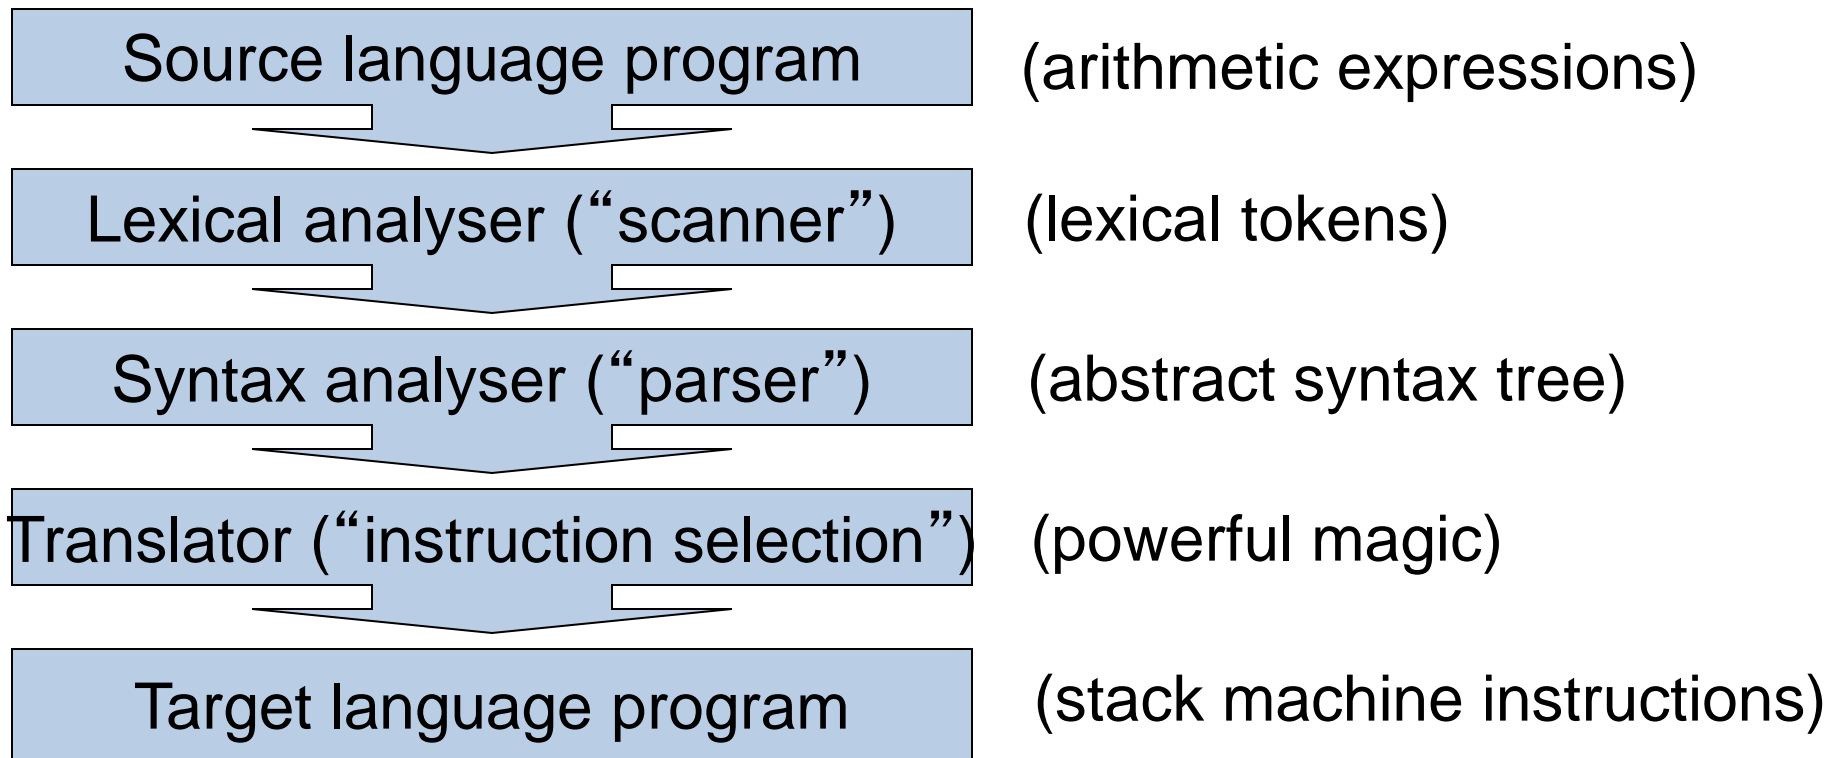 Source language program (arithmetic expressions)
Lexical analyser (“scanner”) (lexical tokens)
Syntax analyser (“parser”) (abstract syntax tree)
Translator (“instruction selection”) (powerful magic)
Target language program (stack machine instructions)